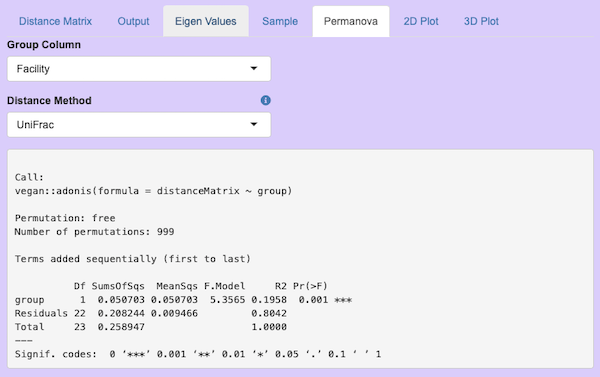 Distance Matrix Output Eigen Values Sample Permanova 2D Plot 3D Plot
Group Column
Facility
Distance Method
UniFrac
Call:
vegan::adonis(formula = distanceMatrix ~ group)
Permutation: free
Number of permutations: 999
Terms added sequentially (first to last)
Df SumsOfSqs MeanSqs F.Model R2 Pr(>F)
group 1 0.050703 0.050703 5.3565 0.1958 0.001 ***
Residuals 22 0.208244 0.009466 0.8042
Total 23 0.258947 1.0000
---
Signif. codes: 0 ‘***’ 0.001 ‘**’ 0.01 ‘*’ 0.05 ‘.’ 0.1 ‘ ’ 1